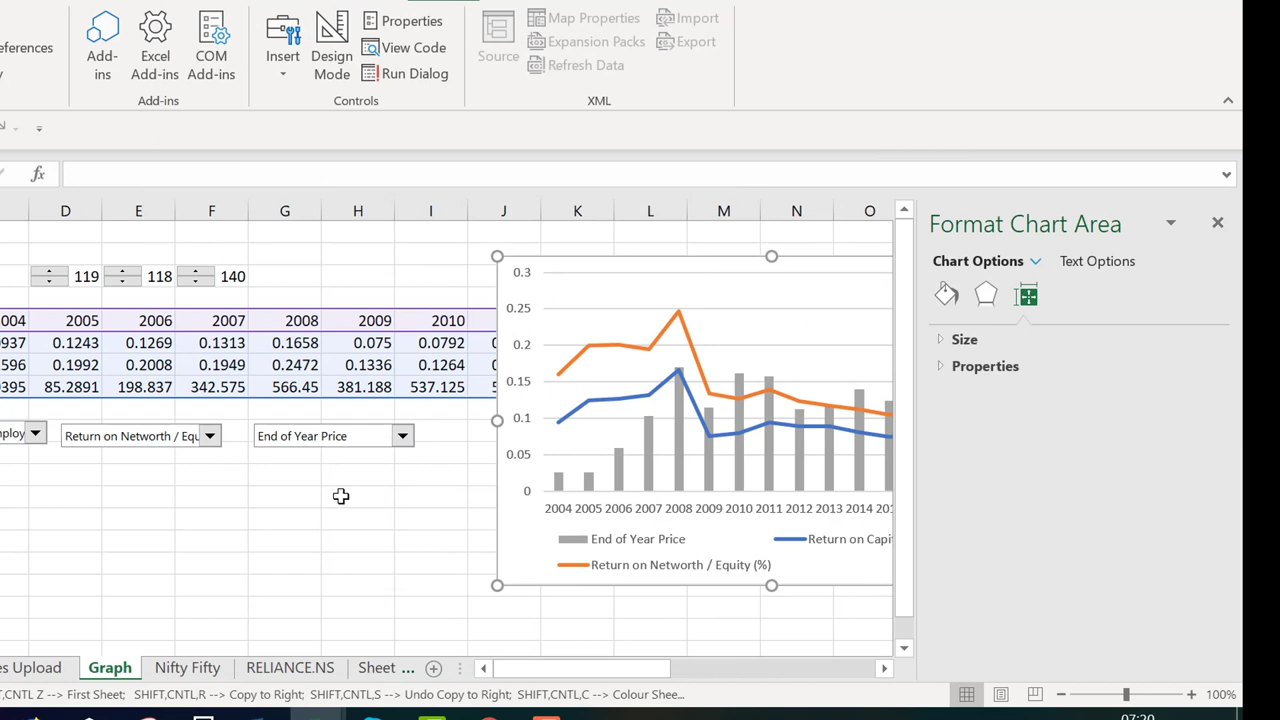 Properties
Map Properties
Import
eferences
View Code
Expansion Packs
Export
Add-
ins
Excel
Add-ins
COM
Add-ins
Insert
Design
Mode
Run Dialog
Source
Refresh Data
Add-ins
Controls
XML
fx
D E F G H I J K L M N O
Format Chart Area
Chart Options
Text Options
119 118 140
004 2005 2006 2007 2008 2009 2010
0937 0.1243 0.1269 0.1313 0.1658 0.075 0.0792
596 0.1992 0.2008 0.1949 0.2472 0.1336 0.1264
0395 85.2891 198.837 342.575 566.45 381.188 537.125
mploy
Return on Networth / Equ
End of Year Price
0.3
0.25
0.2
0.15
0.1
0.05
0
2004 2005 2006 2007 2008 2009 2010 2011 2012 2013 2014 201
End of Year Price
Return on Capi
Return on Networth / Equity (%)
Size
Properties
es Upload
Graph
Nifty Fifty
RELIANCE.NS
Sheet ...
SHIFT,CNTL Z --> First Sheet; SHIFT,CNTL,R --> Copy to Right; SHIFT,CNTL,S --> Undo Copy to Right; SHIFT,CNTL,C --> Colour Shee...
100%
07:20